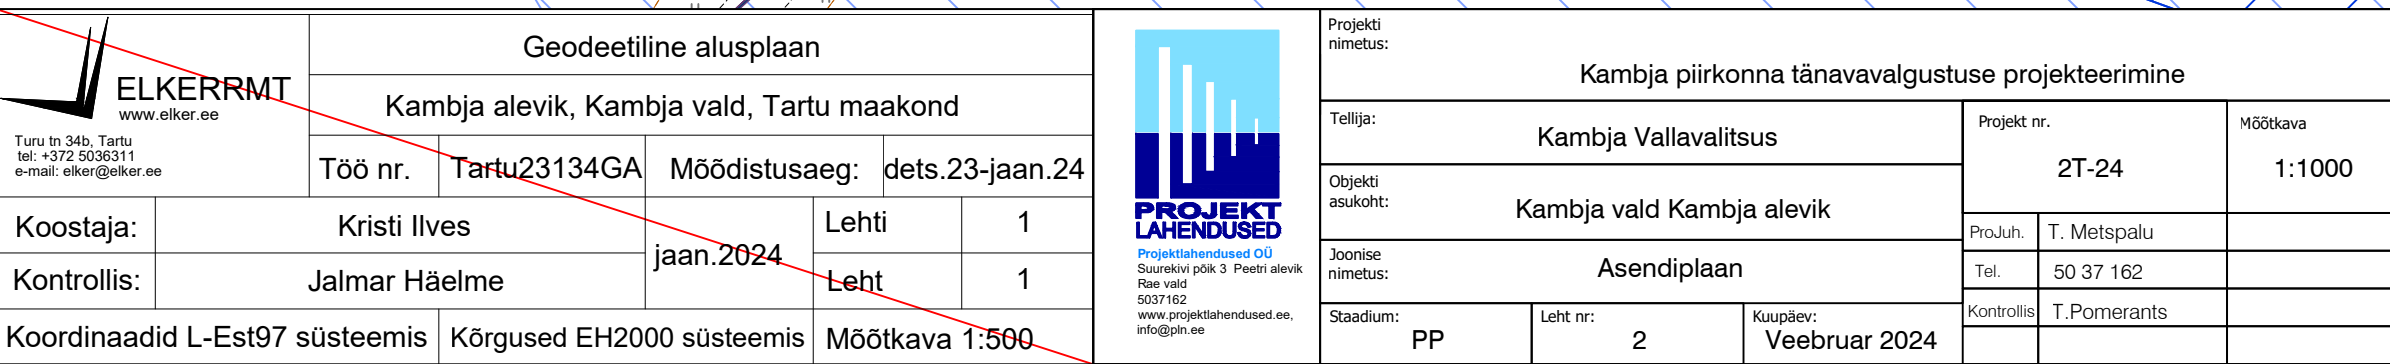 ELKERRMT
www.elker.ee
Turu tn 34b, Tartu
tel: +372 5036311
e-mail: elker@elker.ee
Geodeetiline alusplaan
Kambja alevik, Kambja vald, Tartu maakond
Töö nr.
Tartu23134GA
Mõõdistusaeg:
dets.23-jaan.24
Koostaja:
Kristi Ilves
jaan.2024
Lehti
1
Kontrollis:
Jalmar Häelme
Leht
1
Koordinaadid L-Est97 süsteemis
Kõrgused EH2000 süsteemis
Mõõtkava 1:500
PROJEKT
LAHENDUSED
Projektlahendused OÜ
Suurekivi põik 3 Peetri alevik
Rae vald
5037162
www.projektlahendused.ee,
info@pln.ee
Projekti
nimetus:
Kambja piirkonna tänavavalgustuse projekteerimine
Tellija:
Kambja Vallavalitsus
Projekt nr.
2T-24
Mõõtkava
1:1000
Objekti
asukoht:
Kambja vald Kambja alevik
ProJuh.
T. Metspalu
Joonise
nimetus:
Asendiplaan
Tel.
50 37 162
Kontrollis
T.Pomerants
Staadium:
PP
Leht nr:
2
Kuupäev:
Veebruar 2024